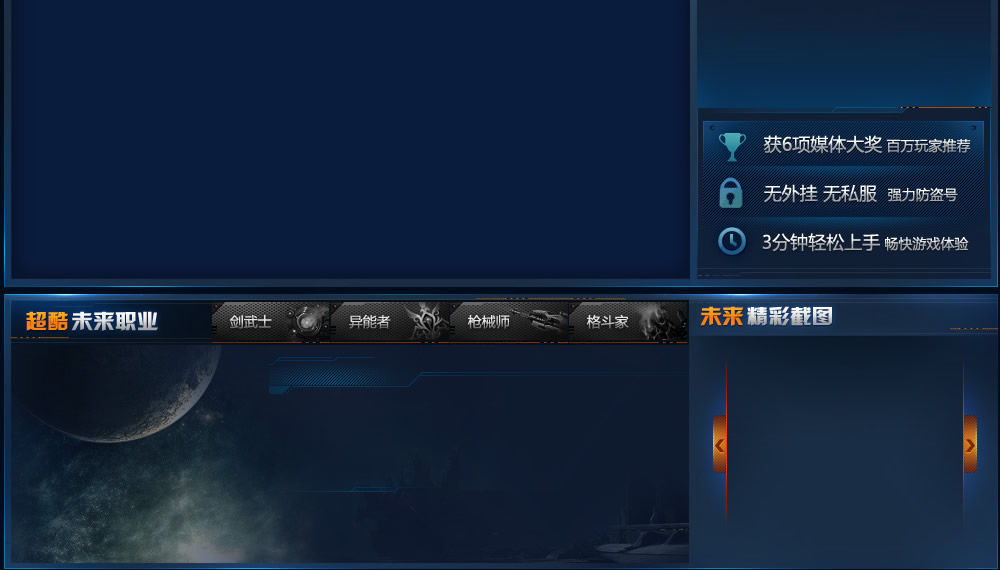 获6项媒体大奖 百万玩家推荐
无外挂 无私服 强力防盗号
3分钟轻松上手 畅快游戏体验
超酷未来职业
剑武士
异能者
枪械师
格斗家
未来精彩截图